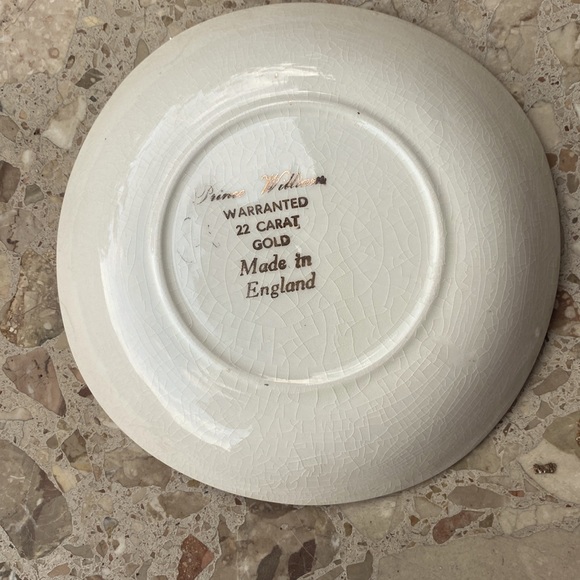 Prince William
WARRANTED
22 CARAT
GOLD
Made in
England